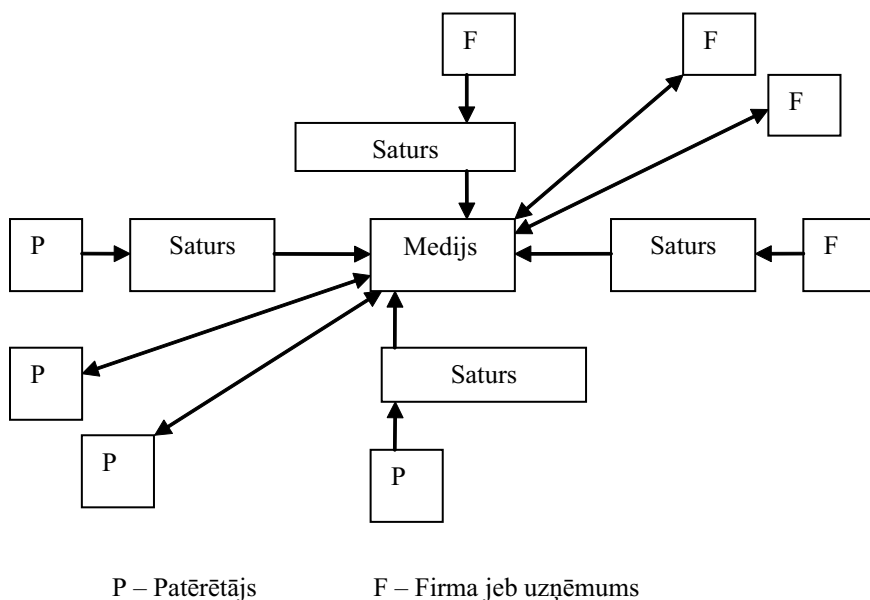 F
F
F
Saturs
P
Saturs
Medijs
Saturs
F
P
Saturs
P
P
P – Patērētājs
F – Firma jeb uzņēmums